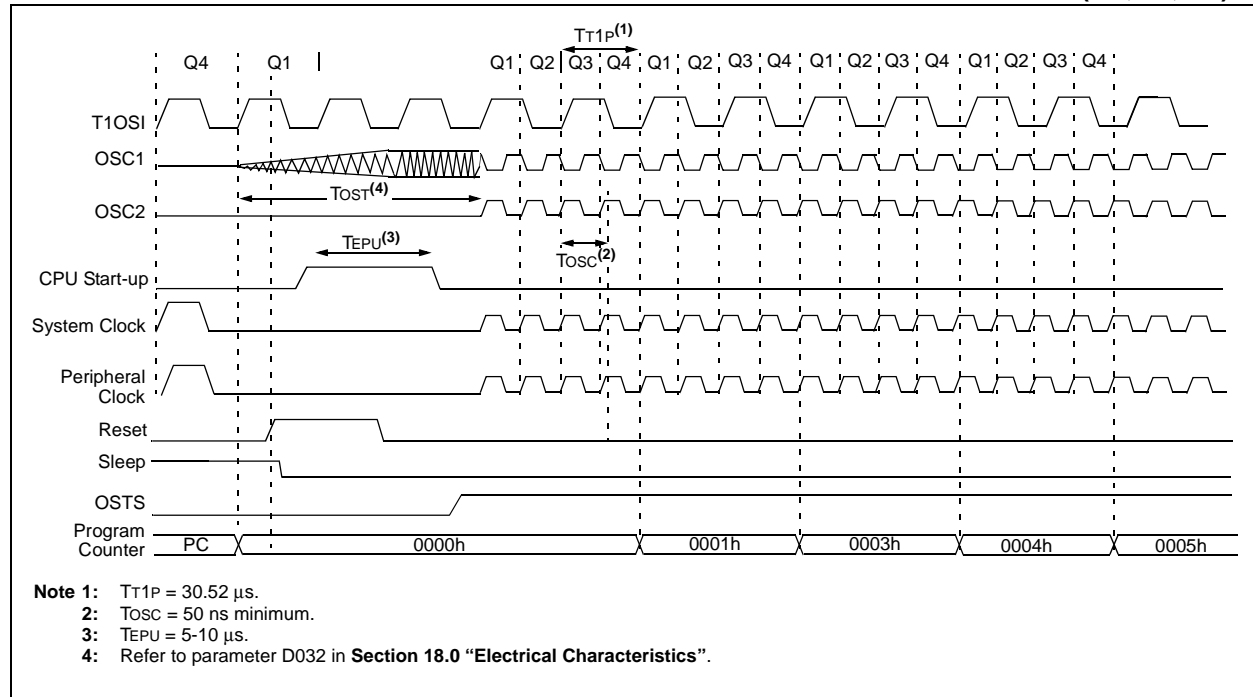 TT1P(1)
Q4 Q1 Q1 Q2 Q3 Q4 Q1 Q2 Q3 Q4 Q1 Q2 Q3 Q4 Q1 Q2 Q3 Q4
T1OSI
OSC1
TOST(4)
OSC2
TEPU(3)
TOSC(2)
CPU Start-up
System Clock
Peripheral
Clock
Reset
Sleep
OSTS
Program
Counter
PC 0000h 0001h 0003h 0004h 0005h
Note 1: TT1P = 30.52 μs.
2: TOSC = 50 ns minimum.
3: TEPU = 5-10 μs.
4: Refer to parameter D032 in Section 18.0 “Electrical Characteristics”.